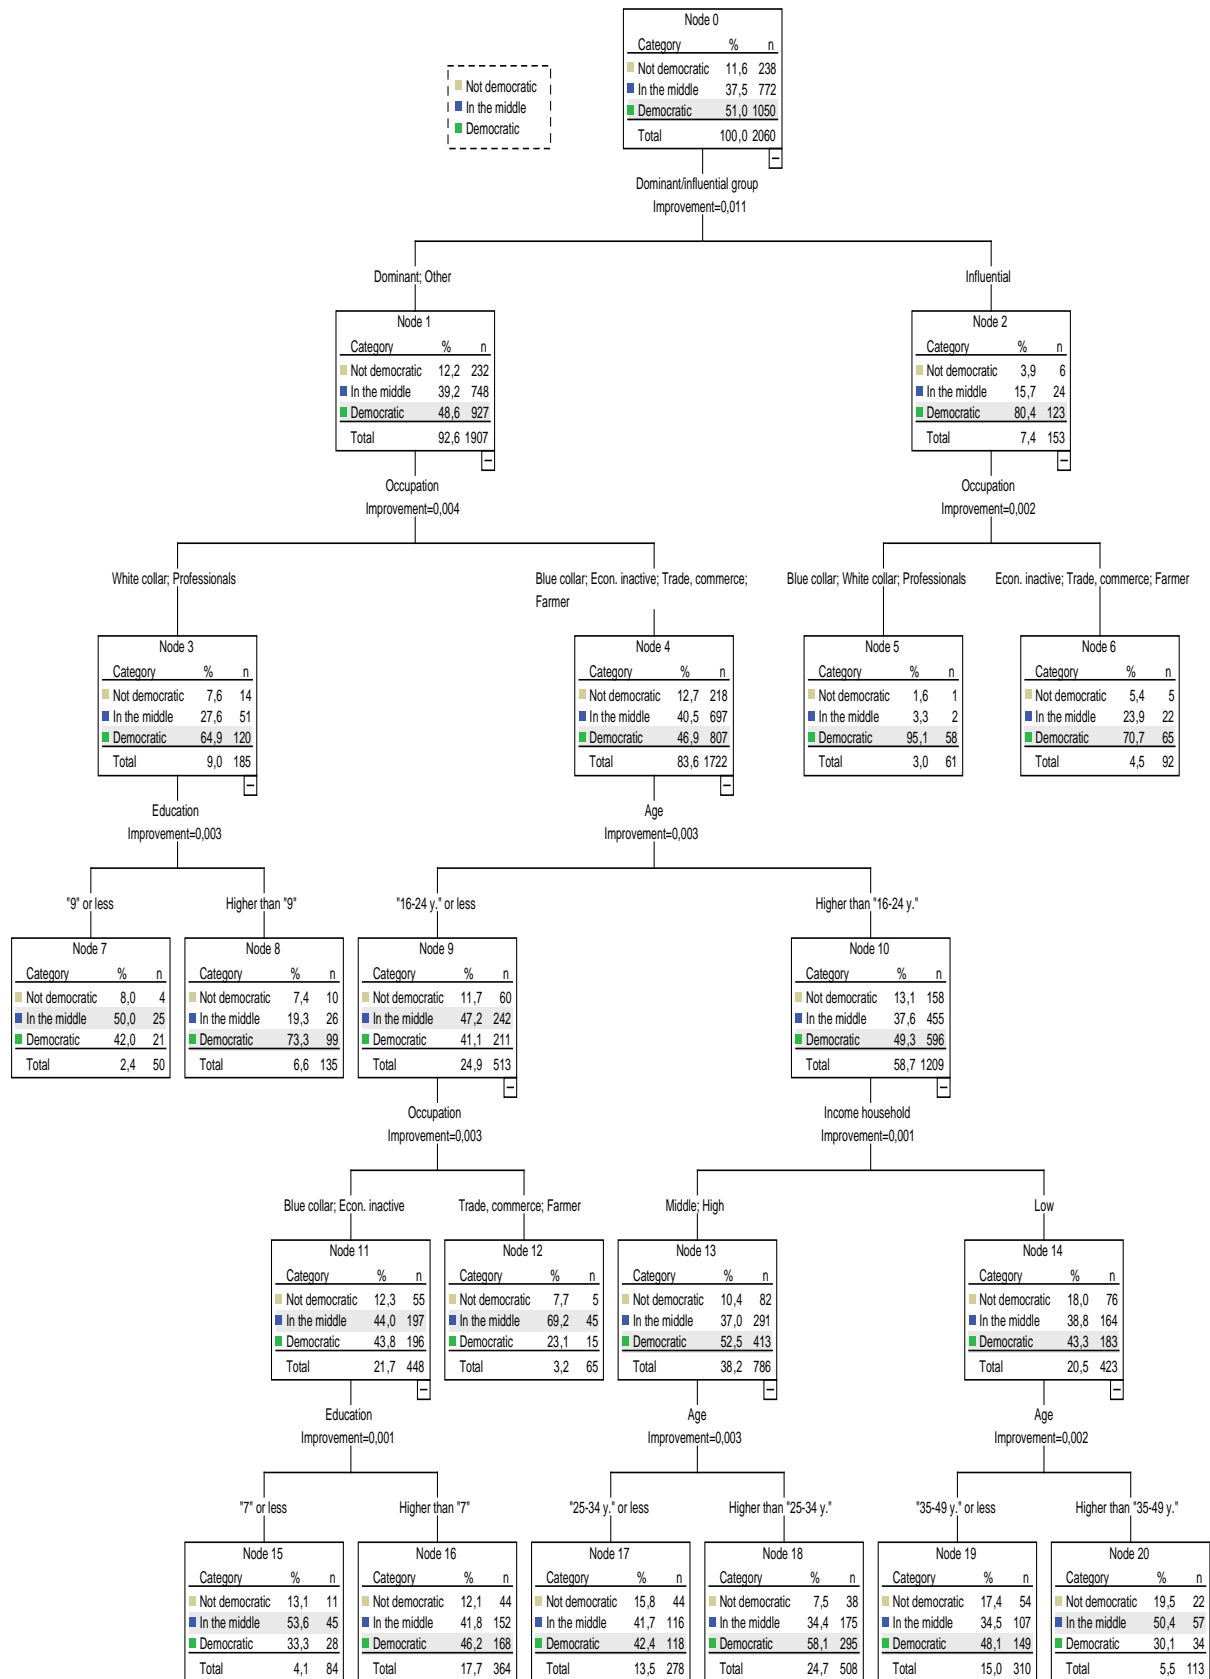 Node 0
Category % n
Not democratic 11,6 238
In the middle 37,5 772
Democratic 51,0 1050
Total 100,0 2060
Not democratic
In the middle
Democratic
Dominant/influential group
Improvement=0,011
Dominant; Other
Influential
Node 1
Category % n
Not democratic 12,2 232
In the middle 39,2 748
Democratic 48,6 927
Total 92,6 1907
Node 2
Category % n
Not democratic 3,9 6
In the middle 15,7 24
Democratic 80,4 123
Total 7,4 153
Occupation
Improvement=0,004
Occupation
Improvement=0,002
White collar; Professionals
Blue collar; Econ. inactive; Trade, commerce;
Farmer
Blue collar; White collar; Professionals
Econ. inactive; Trade, commerce; Farmer
Node 3
Category % n
Not democratic 7,6 14
In the middle 27,6 51
Democratic 64,9 120
Total 9,0 185
Node 4
Category % n
Not democratic 12,7 218
In the middle 40,5 697
Democratic 46,9 807
Total 83,6 1722
Node 5
Category % n
Not democratic 1,6 1
In the middle 3,3 2
Democratic 95,1 58
Total 3,0 61
Node 6
Category % n
Not democratic 5,4 5
In the middle 23,9 22
Democratic 70,7 65
Total 4,5 92
Education
Improvement=0,003
Age
Improvement=0,003
"9" or less
Higher than "9"
"16-24 y." or less
Higher than "16-24 y."
Node 7
Category % n
Not democratic 8,0 4
In the middle 50,0 25
Democratic 42,0 21
Total 2,4 50
Node 8
Category % n
Not democratic 7,4 10
In the middle 19,3 26
Democratic 73,3 99
Total 6,6 135
Node 9
Category % n
Not democratic 11,7 60
In the middle 47,2 242
Democratic 41,1 211
Total 24,9 513
Node 10
Category % n
Not democratic 13,1 158
In the middle 37,6 455
Democratic 49,3 596
Total 58,7 1209
Occupation
Improvement=0,003
Income household
Improvement=0,001
Blue collar; Econ. inactive
Trade, commerce; Farmer
Middle; High
Low
Node 11
Category % n
Not democratic 12,3 55
In the middle 44,0 197
Democratic 43,8 196
Total 21,7 448
Node 12
Category % n
Not democratic 7,7 5
In the middle 69,2 45
Democratic 23,1 15
Total 3,2 65
Node 13
Category % n
Not democratic 10,4 82
In the middle 37,0 291
Democratic 52,5 413
Total 38,2 786
Node 14
Category % n
Not democratic 18,0 76
In the middle 38,8 164
Democratic 43,3 183
Total 20,5 423
Education
Improvement=0,001
Age
Improvement=0,003
Age
Improvement=0,002
"7" or less
Higher than "7"
"25-34 y." or less
Higher than "25-34 y."
"35-49 y." or less
Higher than "35-49 y."
Node 15
Category % n
Not democratic 13,1 11
In the middle 53,6 45
Democratic 33,3 28
Total 4,1 84
Node 16
Category % n
Not democratic 12,1 44
In the middle 41,8 152
Democratic 46,2 168
Total 17,7 364
Node 17
Category % n
Not democratic 15,8 44
In the middle 41,7 116
Democratic 42,4 118
Total 13,5 278
Node 18
Category % n
Not democratic 7,5 38
In the middle 34,4 175
Democratic 58,1 295
Total 24,7 508
Node 19
Category % n
Not democratic 17,4 54
In the middle 34,5 107
Democratic 48,1 149
Total 15,0 310
Node 20
Category % n
Not democratic 19,5 22
In the middle 50,4 57
Democratic 30,1 34
Total 5,5 113